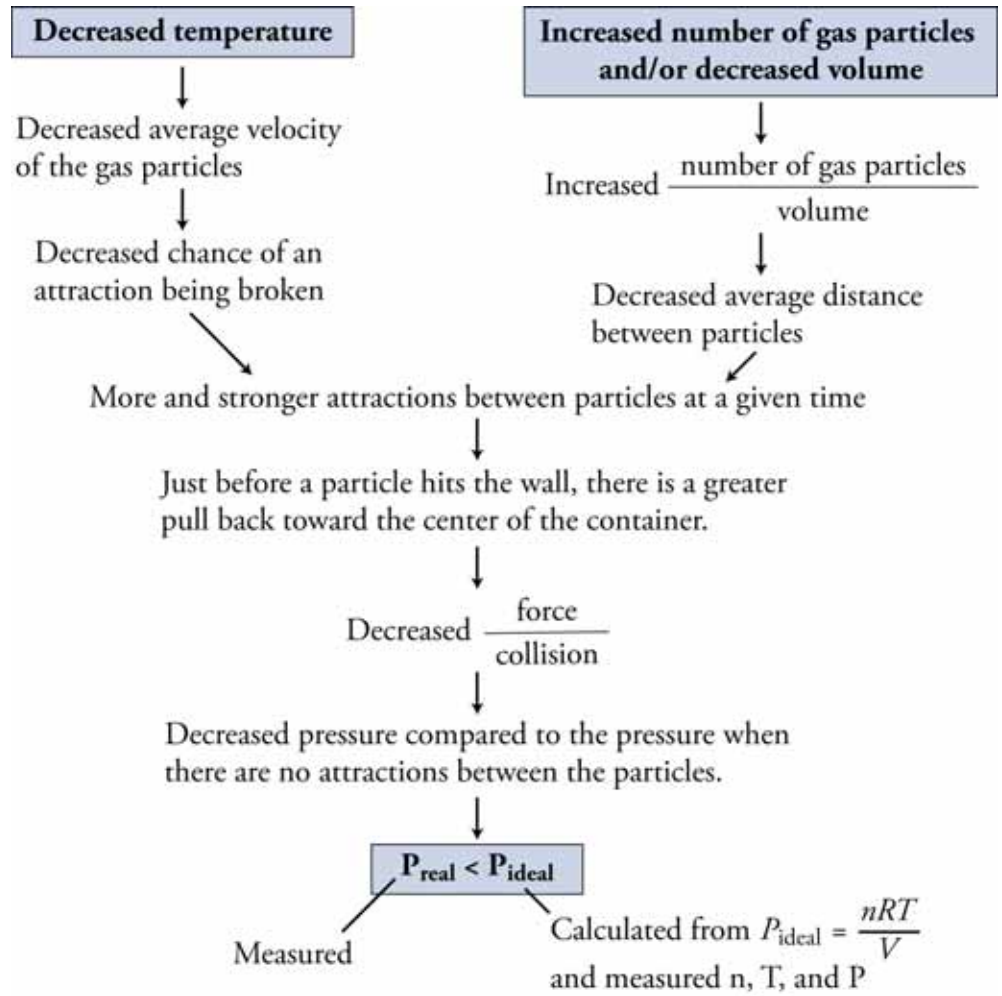 Decreased temperature
Decreased average velocity
of the gas particles
Decreased chance of an
attraction being broken
Increased number of gas particles
and/or decreased volume
Increased number of gas particles
volume
Decreased average distance
between particles
More and stronger attractions between particles at a given time
Just before a particle hits the wall, there is a greater
pull back toward the center of the container.
Decreased force
collision
Decreased pressure compared to the pressure when
there are no attractions between the particles.
P_real < P_ideal
Measured
Calculated from P_ideal = nRT
V
and measured n, T, and P